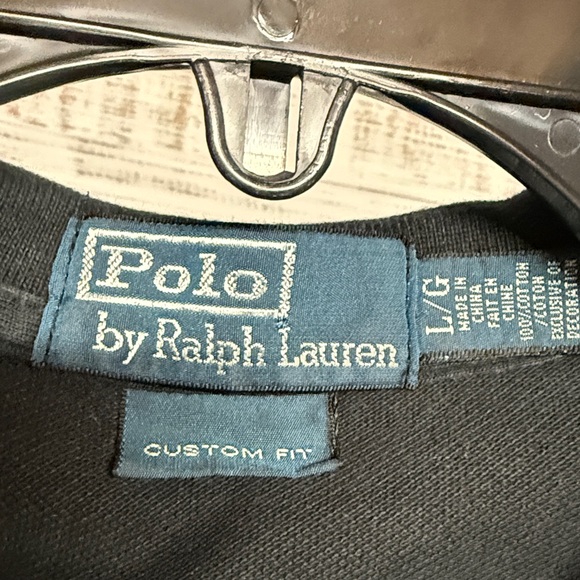 Polo
by Ralph Lauren
CUSTOM FIT
L/G
MADE IN
CHINA
FAIT EN
CHINE
100% COTTON
/COTON
EXCLUSIVE OF
DECORATION